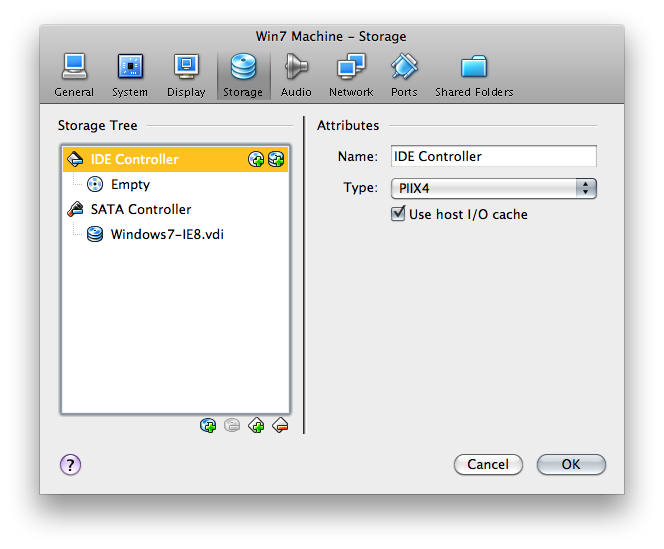 Win7 Machine – Storage
General System Display Storage Audio Network Ports Shared Folders
Storage Tree
IDE Controller
Empty
SATA Controller
Windows7-IE8.vdi
Attributes
Name: IDE Controller
Type: PIIX4
Use host I/O cache
?
Cancel OK